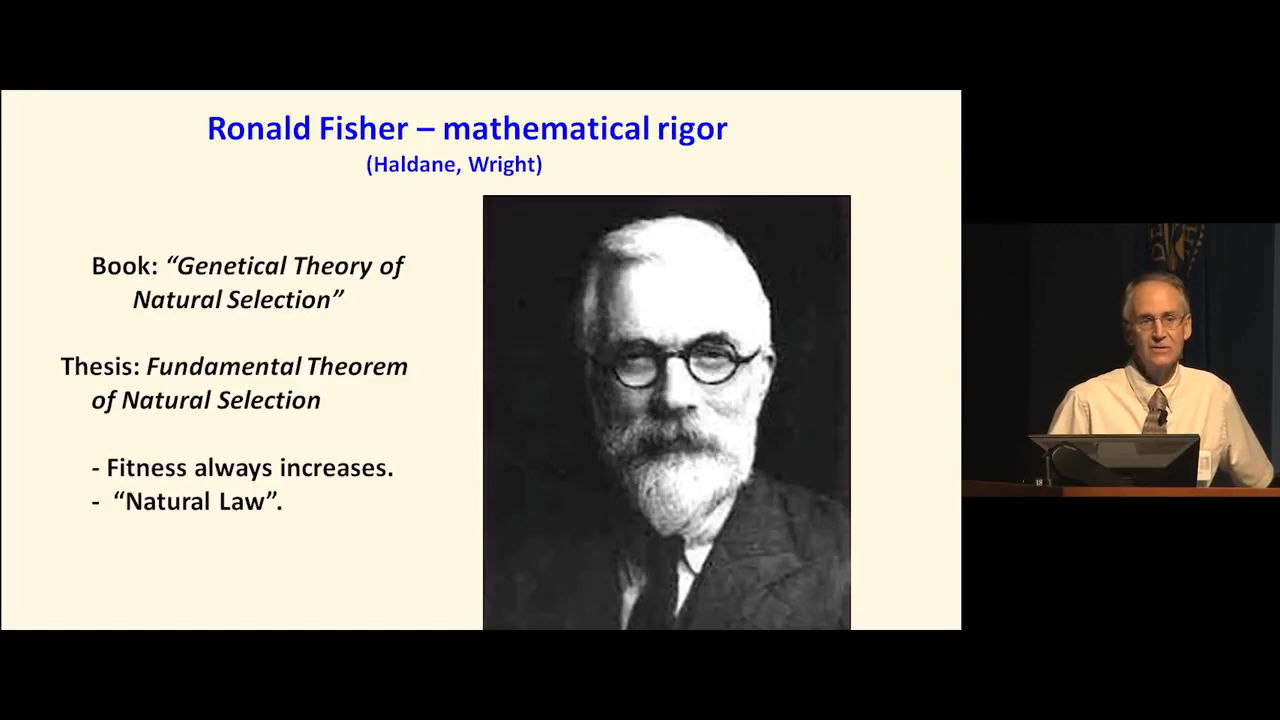 Ronald Fisher – mathematical rigor
(Haldane, Wright)
Book: “Genetical Theory of
Natural Selection”
Thesis: Fundamental Theorem
of Natural Selection
- Fitness always increases.
- “Natural Law”.